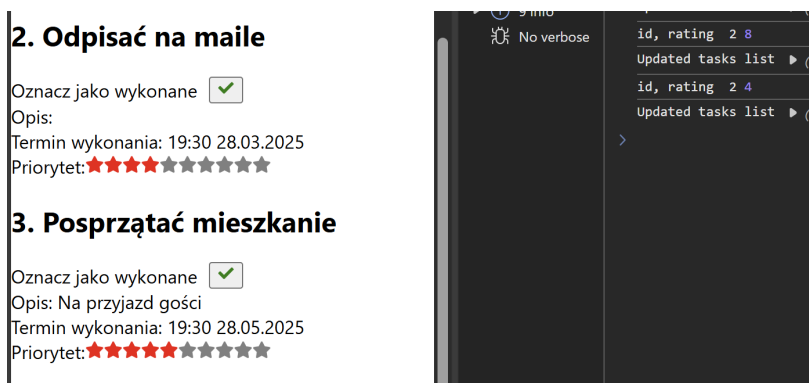 2. Odpisać na maile
Oznacz jako wykonane
Opis:
Termin wykonania: 19:30 28.03.2025
Priorytet:
3. Posprzątać mieszkanie
Oznacz jako wykonane
Opis: Na przyjazd gości
Termin wykonania: 19:30 28.05.2025
Priorytet:
9 info
No verbose
id, rating 2 8
Updated tasks list
id, rating 2 4
Updated tasks list